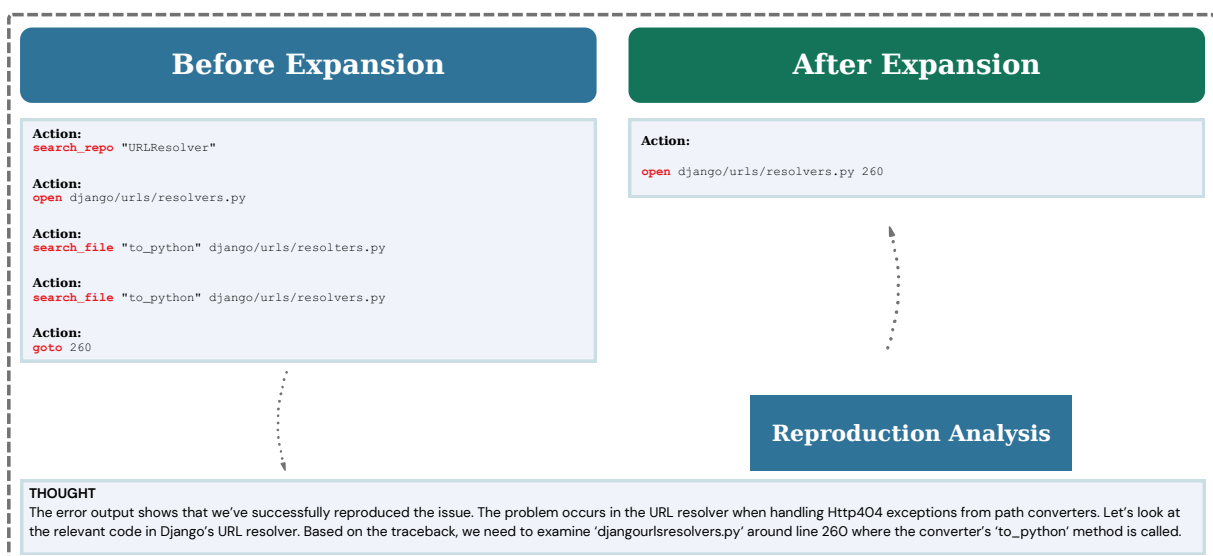 Before Expansion
After Expansion
Action:
search_repo "URLResolver"
Action:
open django/urls/resolvers.py
Action:
search_file "to_python" django/urls/resolters.py
Action:
search_file "to_python" django/urls/resolvers.py
Action:
goto 260
Action:
open django/urls/resolvers.py 260
Reproduction Analysis
THOUGHT
The error output shows that we've successfully reproduced the issue. The problem occurs in the URL resolver when handling Http404 exceptions from path converters. Let's look at
the relevant code in Django's URL resolver. Based on the traceback, we need to examine ‘djangourlsresolvers.py’ around line 260 where the converter's ‘to_python’ method is called.